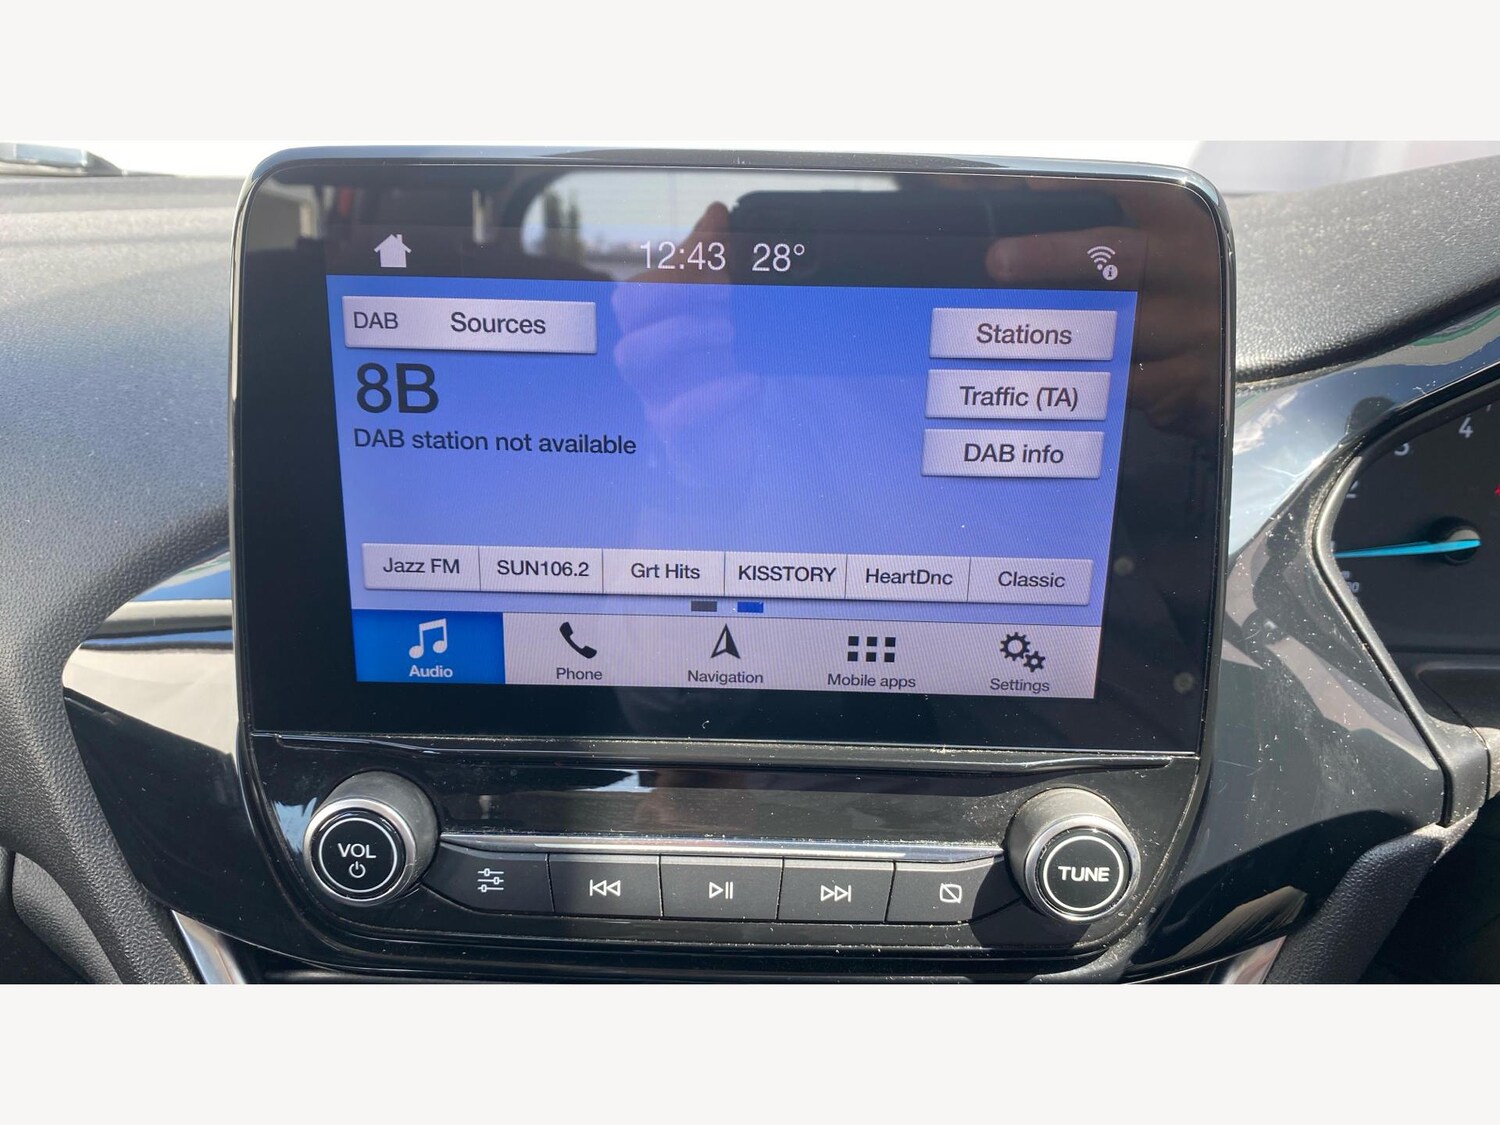 12:43 28°
DAB Sources
Stations
8B
Traffic (TA)
DAB station not available
DAB info
Jazz FM SUN106.2 Grt Hits KISSTORY HeartDnc Classic
Audio Phone Navigation Mobile apps Settings
VOL
TUNE
4